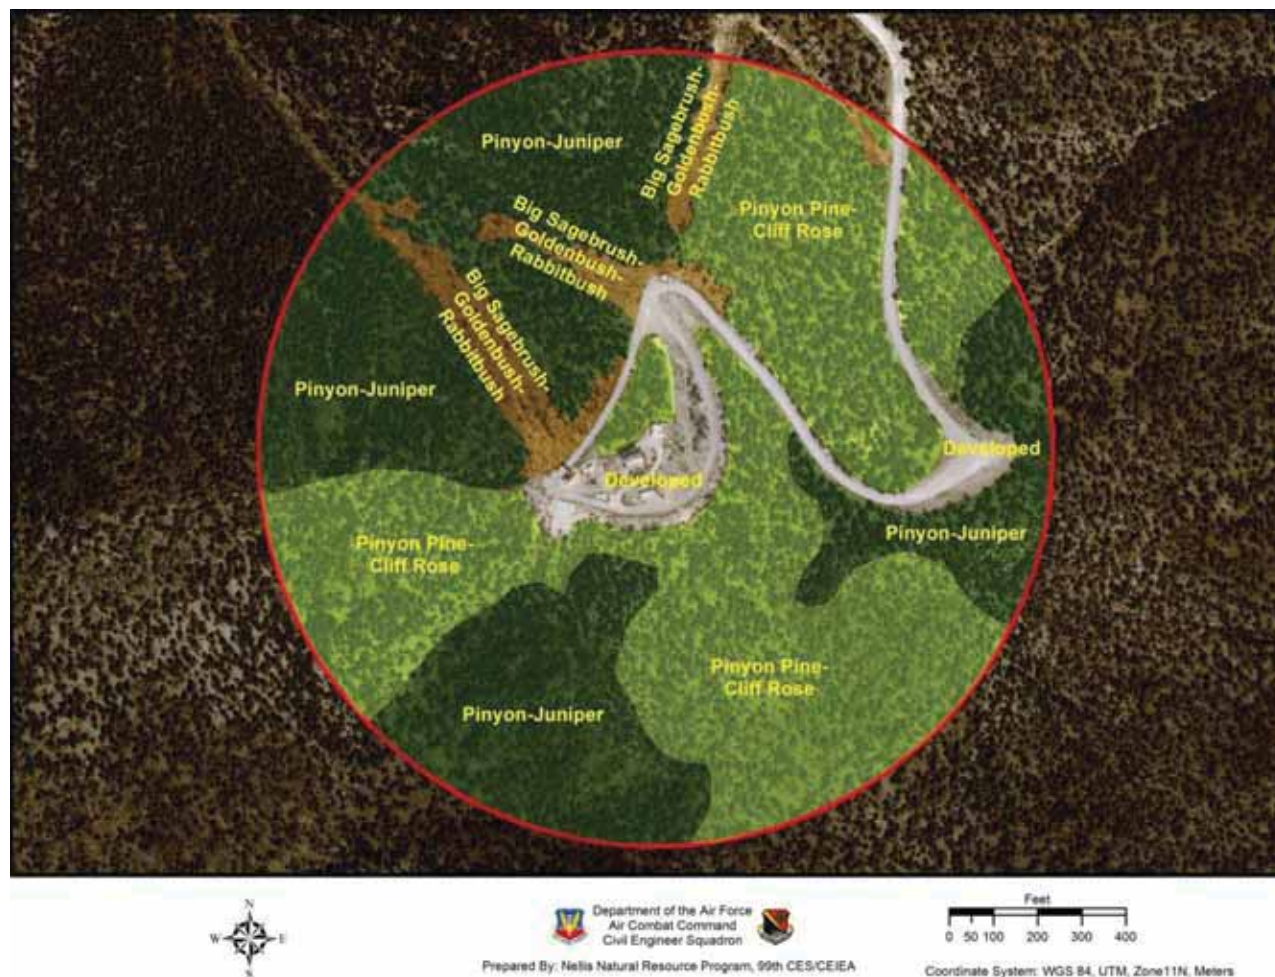 Pinyon-Juniper
Big Sagebrush-
Goldenbush-
Rabbitbush
Pinyon Pine-
Cliff Rose
Big Sagebrush-
Goldenbush-
Rabbitbush
Big Sagebrush-
Goldenbush-
Rabbitbush
Pinyon-Juniper
Developed
Developed
Pinyon-Juniper
Pinyon Pine-
Cliff Rose
Pinyon Pine-
Cliff Rose
Pinyon-Juniper
N
W
E
S
Department of the Air Force
Air Combat Command
Civil Engineer Squadron
Prepared By: Nellis Natural Resource Program, 99th CES/CEIEA
Feet
0 50 100 200 300 400
Coordinate System: WGS 84, UTM, Zone11N, Meters